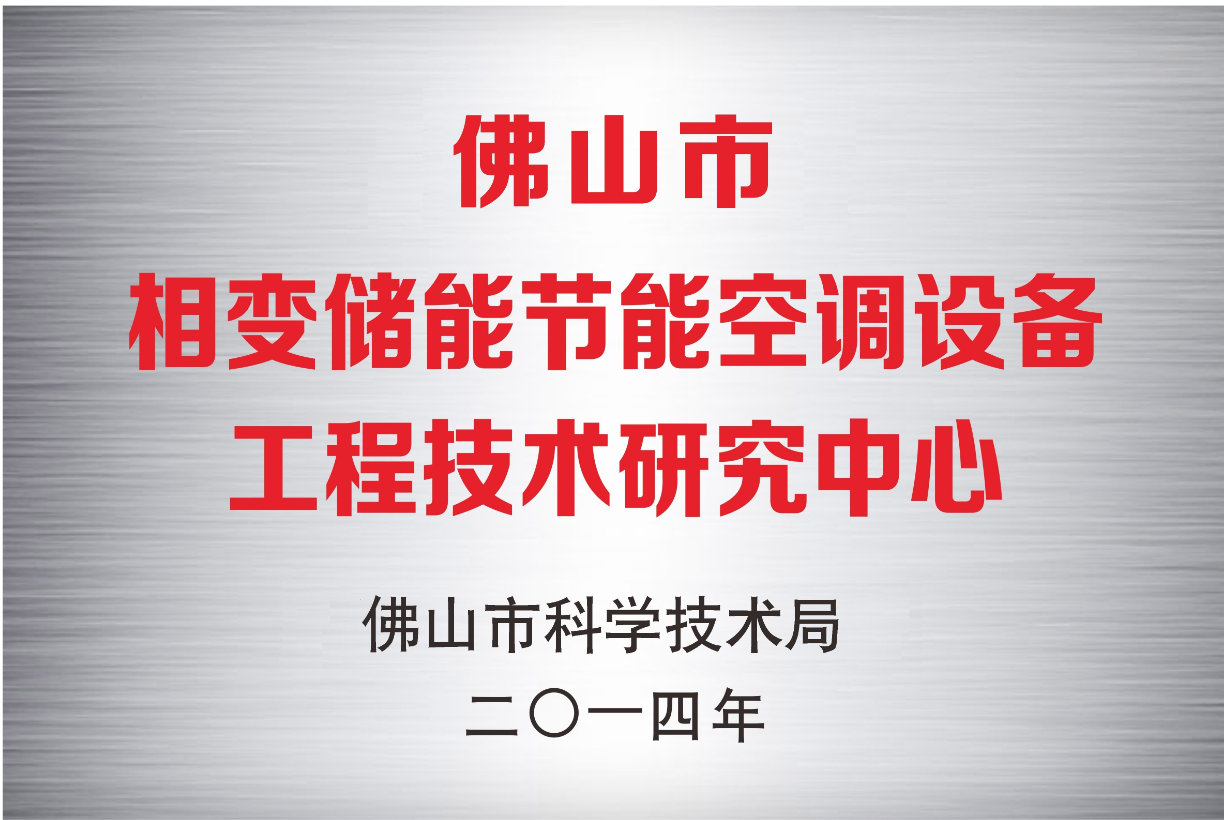 佛山市
相变储能节能空调设备
工程技术研究中心
佛山市科学技术局
二〇一四年